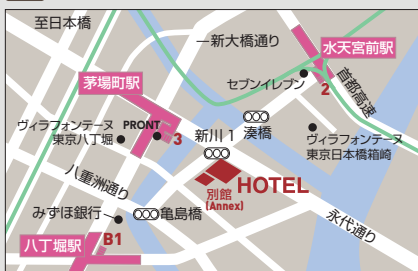 至日本橋
新大橋通り
水天宮前駅
茅場町駅
セブンイレブン
2
首都高速
ヴィラフォンテーヌ
東京八丁堀
PRONT
3
新川1
湊橋
ヴィラフォンテーヌ
東京日本橋箱崎
八重洲通り
別館
(Annex)
HOTEL
みずほ銀行
亀島橋
永代通り
八丁堀駅
B1